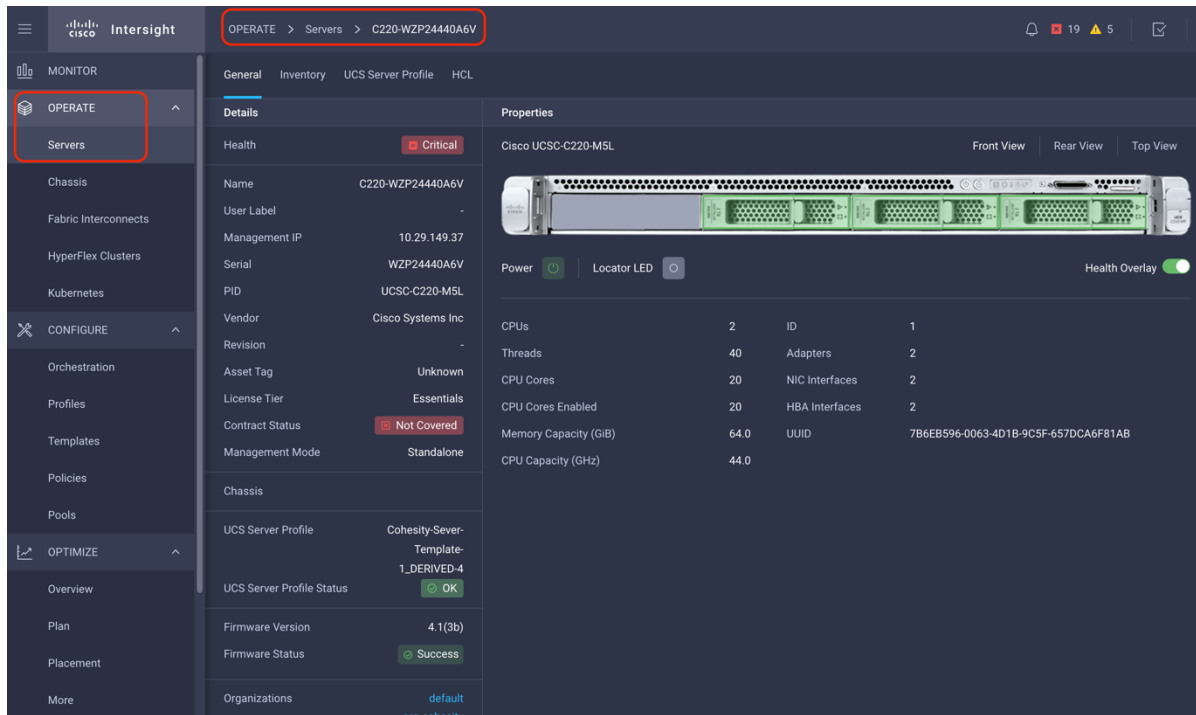 cisco Intersight
OPERATE > Servers > C220-WZP24440A6V
19 5
MONITOR
OPERATE
Servers
Chassis
Fabric Interconnects
HyperFlex Clusters
Kubernetes
CONFIGURE
Orchestration
Profiles
Templates
Policies
Pools
OPTIMIZE
Overview
Plan
Placement
More
General Inventory UCS Server Profile HCL
Details
Health Critical
Name C220-WZP24440A6V
User Label -
Management IP 10.29.149.37
Serial WZP24440A6V
PID UCSC-C220-M5L
Vendor Cisco Systems Inc
Revision -
Asset Tag Unknown
License Tier Essentials
Contract Status Not Covered
Management Mode Standalone
Chassis
UCS Server Profile Cohesity-Sever-
Template-
1_DERIVED-4
UCS Server Profile Status OK
Firmware Version 4.1(3b)
Firmware Status Success
Organizations default
Properties
Cisco UCSC-C220-M5L Front View Rear View Top View
Power Locator LED Health Overlay
CPUs 2 ID 1
Threads 40 Adapters 2
CPU Cores 20 NIC Interfaces 2
CPU Cores Enabled 20 HBA Interfaces 2
Memory Capacity (GiB) 64.0 UUID 7B6EB596-0063-4D1B-9C5F-657DCA6F81AB
CPU Capacity (GHz) 44.0